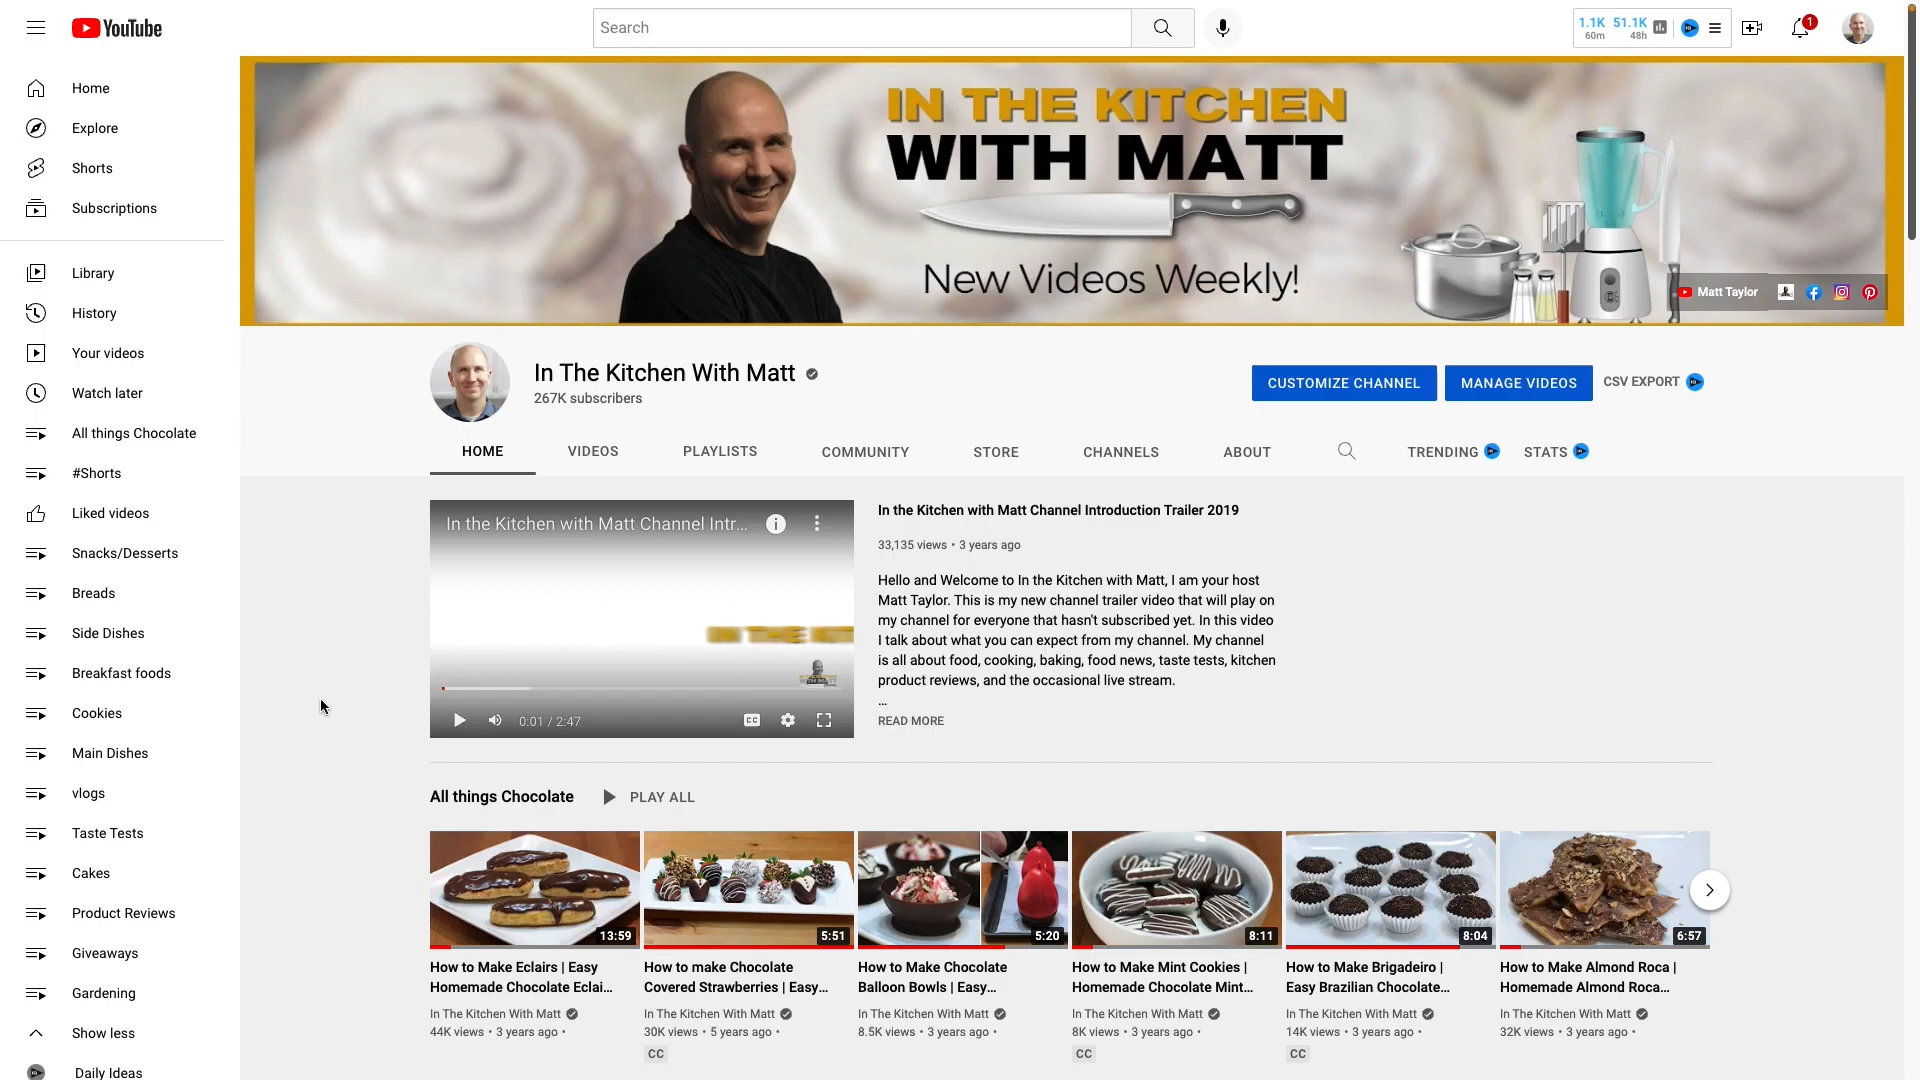 YouTube
Search
1.1K 51.1K
60m 48h
1
Home
Explore
Shorts
Subscriptions
Library
History
Your videos
Watch later
All things Chocolate
#Shorts
Liked videos
Snacks/Desserts
Breads
Side Dishes
Breakfast foods
Cookies
Main Dishes
vlogs
Taste Tests
Cakes
Product Reviews
Giveaways
Gardening
Show less
Daily Ideas
IN THE KITCHEN
WITH MATT
New Videos Weekly!
Matt Taylor
In The Kitchen With Matt
267K subscribers
CUSTOMIZE CHANNEL
MANAGE VIDEOS
CSV EXPORT
HOME
VIDEOS
PLAYLISTS
COMMUNITY
STORE
CHANNELS
ABOUT
TRENDING
STATS
In the Kitchen with Matt Channel Intr...
0:01 / 2:47
CC
In the Kitchen with Matt Channel Introduction Trailer 2019
33,135 views • 3 years ago
Hello and Welcome to In the Kitchen with Matt, I am your host
Matt Taylor. This is my new channel trailer video that will play on
my channel for everyone that hasn't subscribed yet. In this video
I talk about what you can expect from my channel. My channel
is all about food, cooking, baking, food news, taste tests, kitchen
product reviews, and the occasional live stream.
...
READ MORE
All things Chocolate
PLAY ALL
13:59
How to Make Eclairs | Easy
Homemade Chocolate Eclai...
In The Kitchen With Matt
44K views • 3 years ago •
5:51
How to make Chocolate
Covered Strawberries | Easy...
In The Kitchen With Matt
30K views • 5 years ago •
CC
5:20
How to Make Chocolate
Balloon Bowls | Easy...
In The Kitchen With Matt
8.5K views • 3 years ago •
8:11
How to Make Mint Cookies |
Homemade Chocolate Mint...
In The Kitchen With Matt
8K views • 3 years ago •
CC
8:04
How to Make Brigadeiro |
Easy Brazilian Chocolate...
In The Kitchen With Matt
14K views • 3 years ago •
CC
6:57
How to Make Almond Roca |
Homemade Almond Roca...
In The Kitchen With Matt
32K views • 3 years ago •